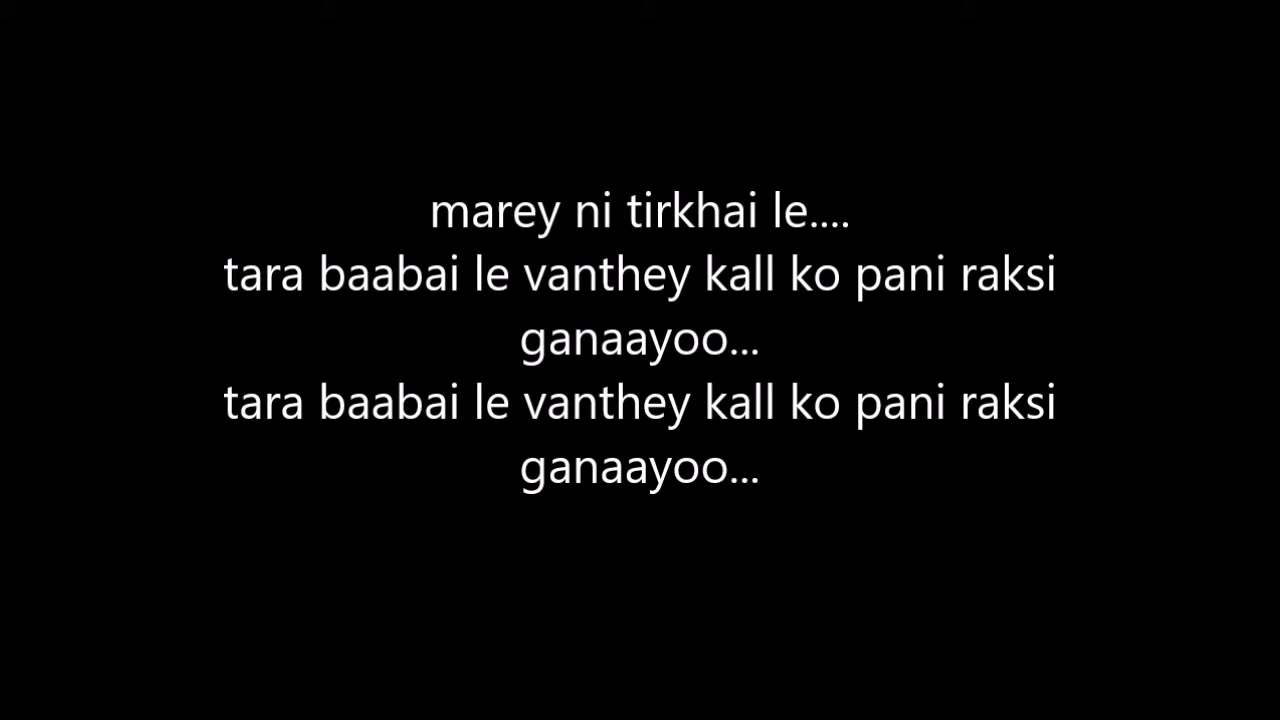 marey ni tirkhai le....
tara baabai le vanthey kall ko pani raksi
ganaayoo...
tara baabai le vanthey kall ko pani raksi
ganaayoo...